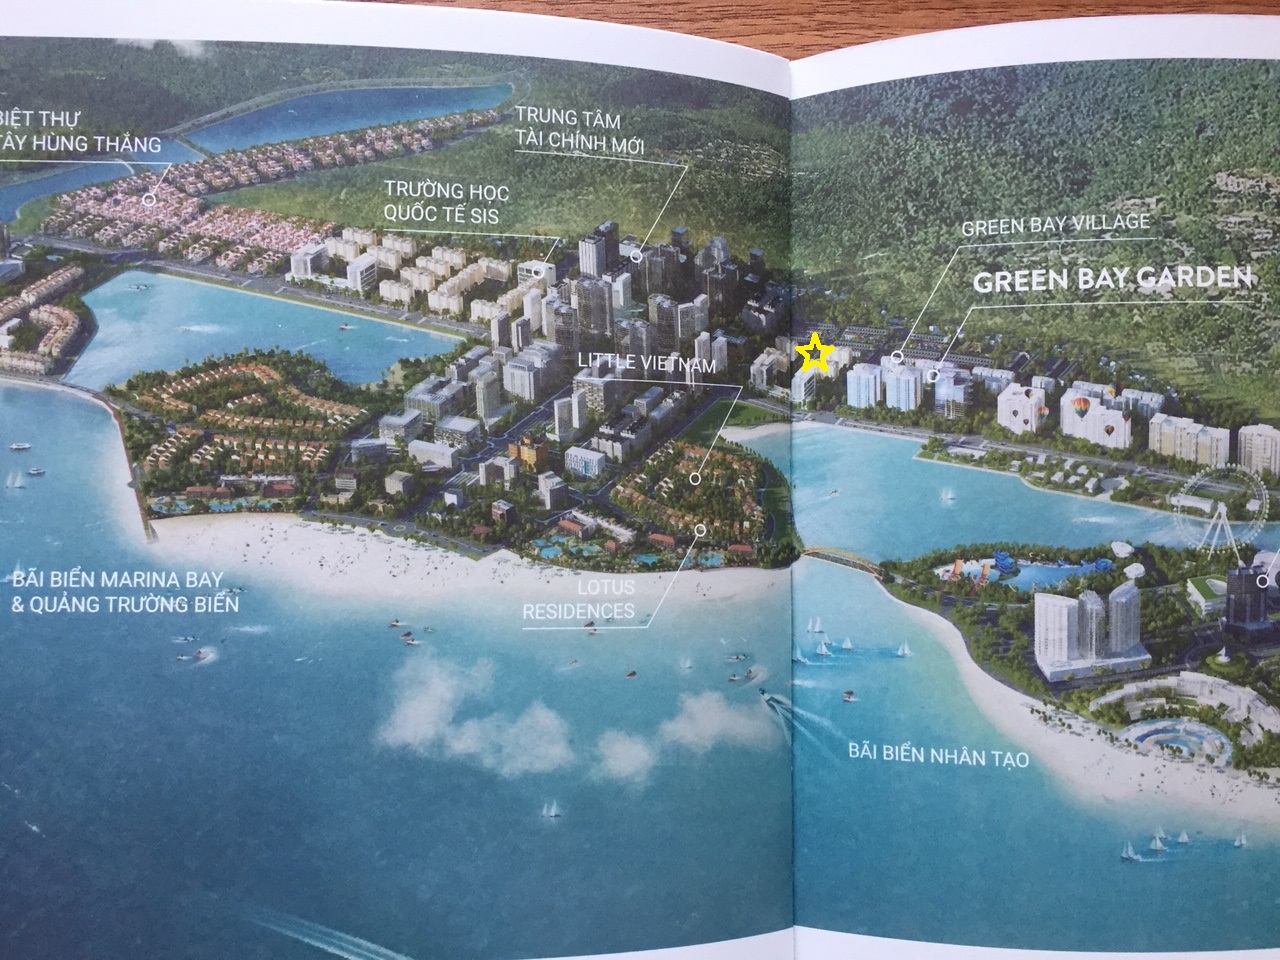 BIỆT THỰ
TÂY HÙNG THẮNG
TRUNG TÂM
TÀI CHÍNH MỚI
TRƯỜNG HỌC
QUỐC TẾ SIS
GREEN BAY VILLAGE
GREEN BAY GARDEN
LITTLE VIETNAM
BÃI BIỂN MARINA BAY
& QUẢNG TRƯỜNG BIỂN
LOTUS
RESIDENCES
BÃI BIỂN NHÂN TẠO